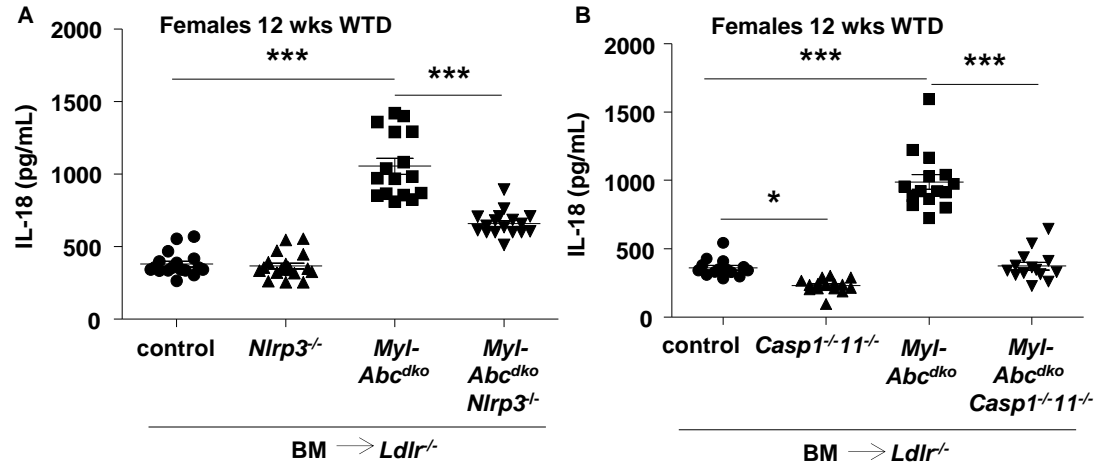 A
Females 12 wks WTD
IL-18 (pg/mL)
2000
1500
1000
500
0
***
***
control
Nlrp3-/-
Myl-
Abcdko
Myl-
Abcdko
Nlrp3-/-
BM → Ldlr-/-
B
Females 12 wks WTD
IL-18 (pg/mL)
2000
1500
1000
500
0
***
***
*
control
Casp1-/-11-/-
Myl-
Abcdko
Myl-
Abcdko
Casp1-/-11-/-
BM → Ldlr-/-